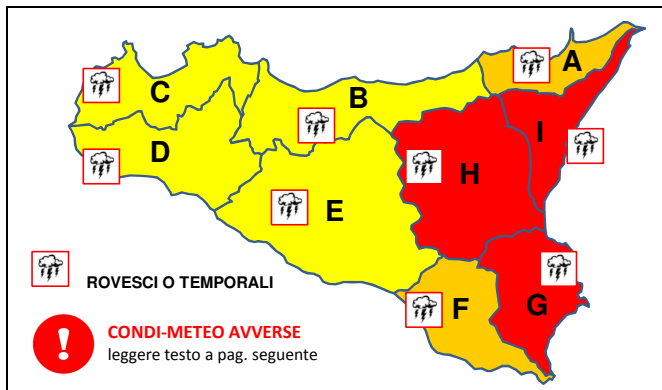 A
B
C
I
D
H
E
ROVESCI O TEMPORALI
F
G
!
CONDI-METEO AVVERSE
leggere testo a pag. seguente